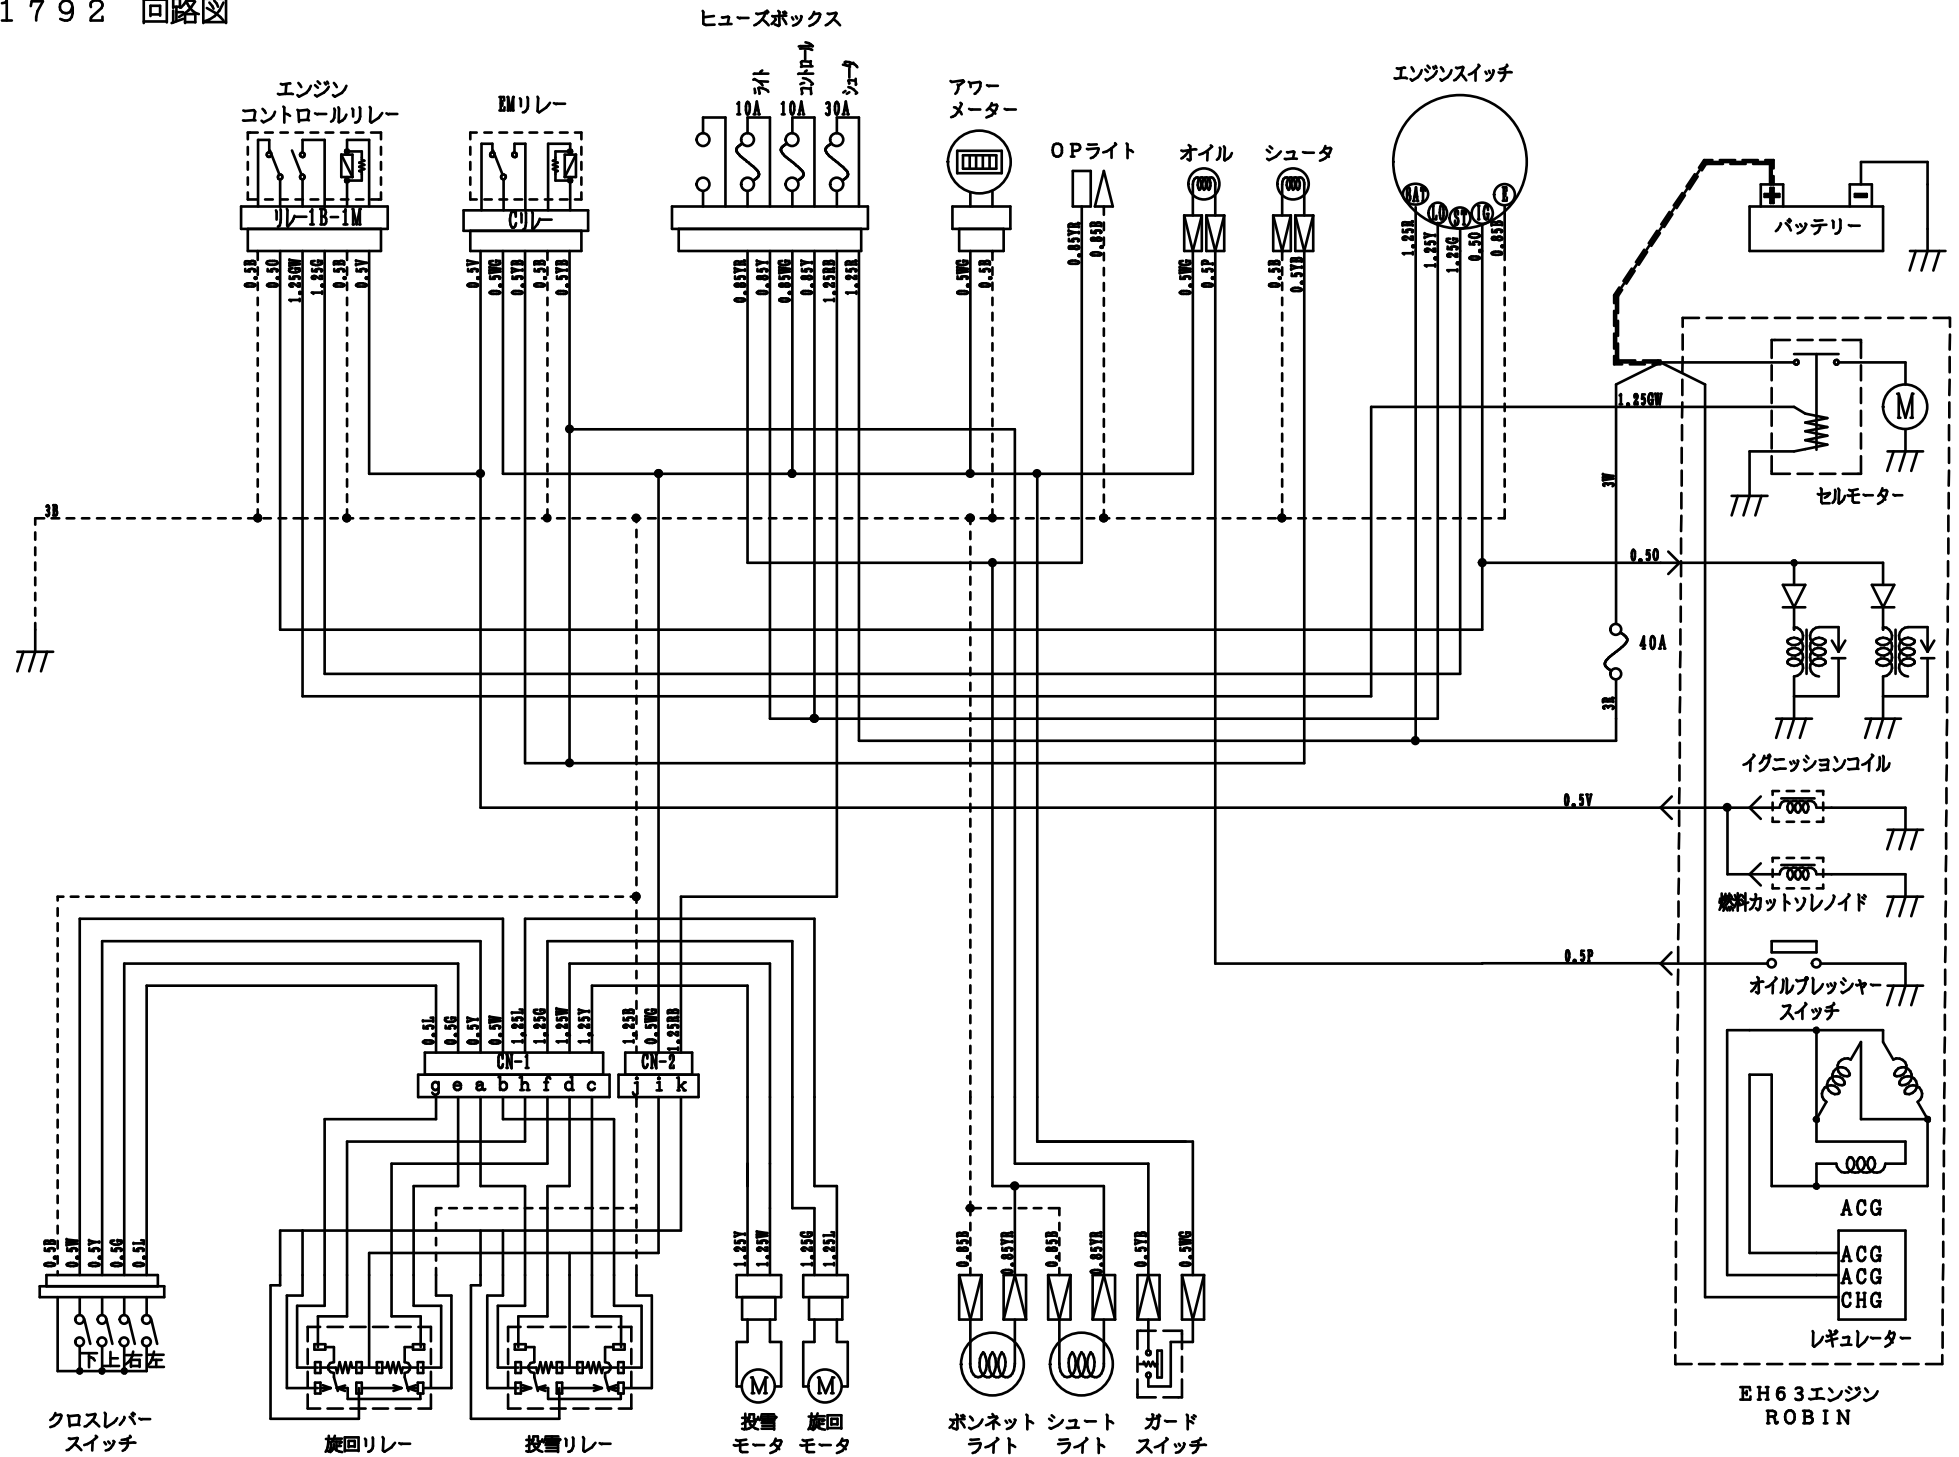 １７９２　回路図
ヒューズボックス
ライト
コントロール
シュータ
10A
10A
30A
エンジン
コントロールリレー
EMリレー
アワー
メーター
ＯＰライト
オイル
シュータ
エンジンスイッチ
BAT
LO
ST
IG
E
バッテリー
リレー1B-1M
Cリレー
0.5B
0.5O
1.25GW
1.25G
0.5B
0.5V
0.5V
0.5WG
0.5YB
0.5B
0.5YB
0.85YR
0.85Y
0.85WG
0.85Y
1.25RB
1.25R
0.5WG
0.5B
0.85YR
0.85B
0.5WG
0.5P
0.5B
0.5YB
1.25R
1.25Y
1.25G
0.5O
0.85B
1.25GW
M
セルモーター
3W
3B
0.5O
40A
3R
イグニッションコイル
0.5V
燃料カットソレノイド
0.5P
オイルプレッシャー
スイッチ
0.5L
0.5G
0.5Y
0.5W
1.25L
1.25G
1.25W
1.25Y
1.25B
0.5WG
1.25RB
CN-1
CN-2
g e a b h f d c
j i k
ACG
0.5B
0.5W
0.5Y
0.5G
0.5L
1.25Y
1.25W
1.25G
1.25L
0.85B
0.85YR
0.85B
0.85YR
0.5YB
0.5WG
ACG
ACG
CHG
レギュレーター
下 上 右 左
M
M
クロスレバー
スイッチ
旋回リレー
投雪リレー
投雪
モータ
旋回
モータ
ボンネット
ライト
シュート
ライト
ガード
スイッチ
ＥＨ６３エンジン
ＲＯＢＩＮ